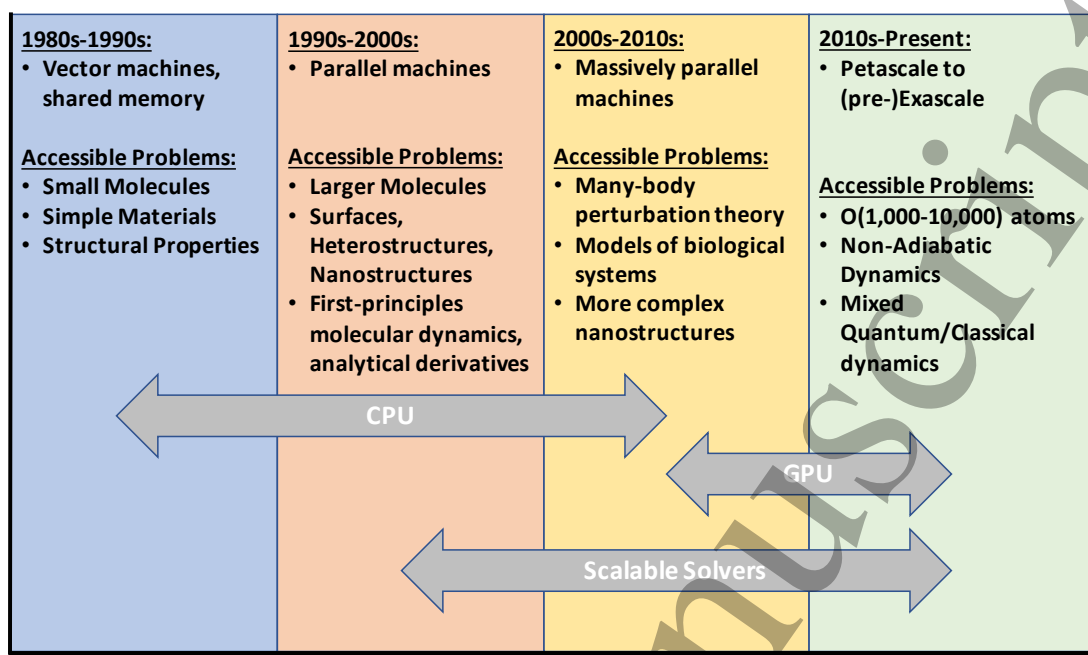 1980s-1990s:
• Vector machines,
shared memory
Accessible Problems:
• Small Molecules
• Simple Materials
• Structural Properties
1990s-2000s:
• Parallel machines
Accessible Problems:
• Larger Molecules
• Surfaces,
Heterostructures,
Nanostructures
• First-principles
molecular dynamics,
analytical derivatives
2000s-2010s:
• Massively parallel
machines
Accessible Problems:
• Many-body
perturbation theory
• Models of biological
systems
• More complex
nanostructures
2010s-Present:
• Petascale to
(pre-)Exascale
Accessible Problems:
• O(1,000-10,000) atoms
• Non-Adiabatic
Dynamics
• Mixed
Quantum/Classical
dynamics
CPU
GPU
Scalable Solvers
nuscrip